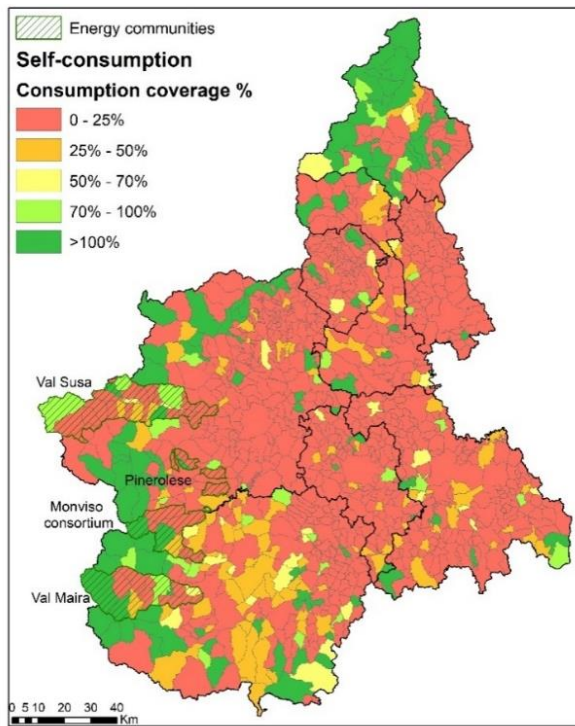 Energy communities
Self-consumption
Consumption coverage %
0 - 25%
25% - 50%
50% - 70%
70% - 100%
>100%
Val Susa
Pinerolese
Monviso
consortium
Val Maira
0 5 10 20 30 40
Km